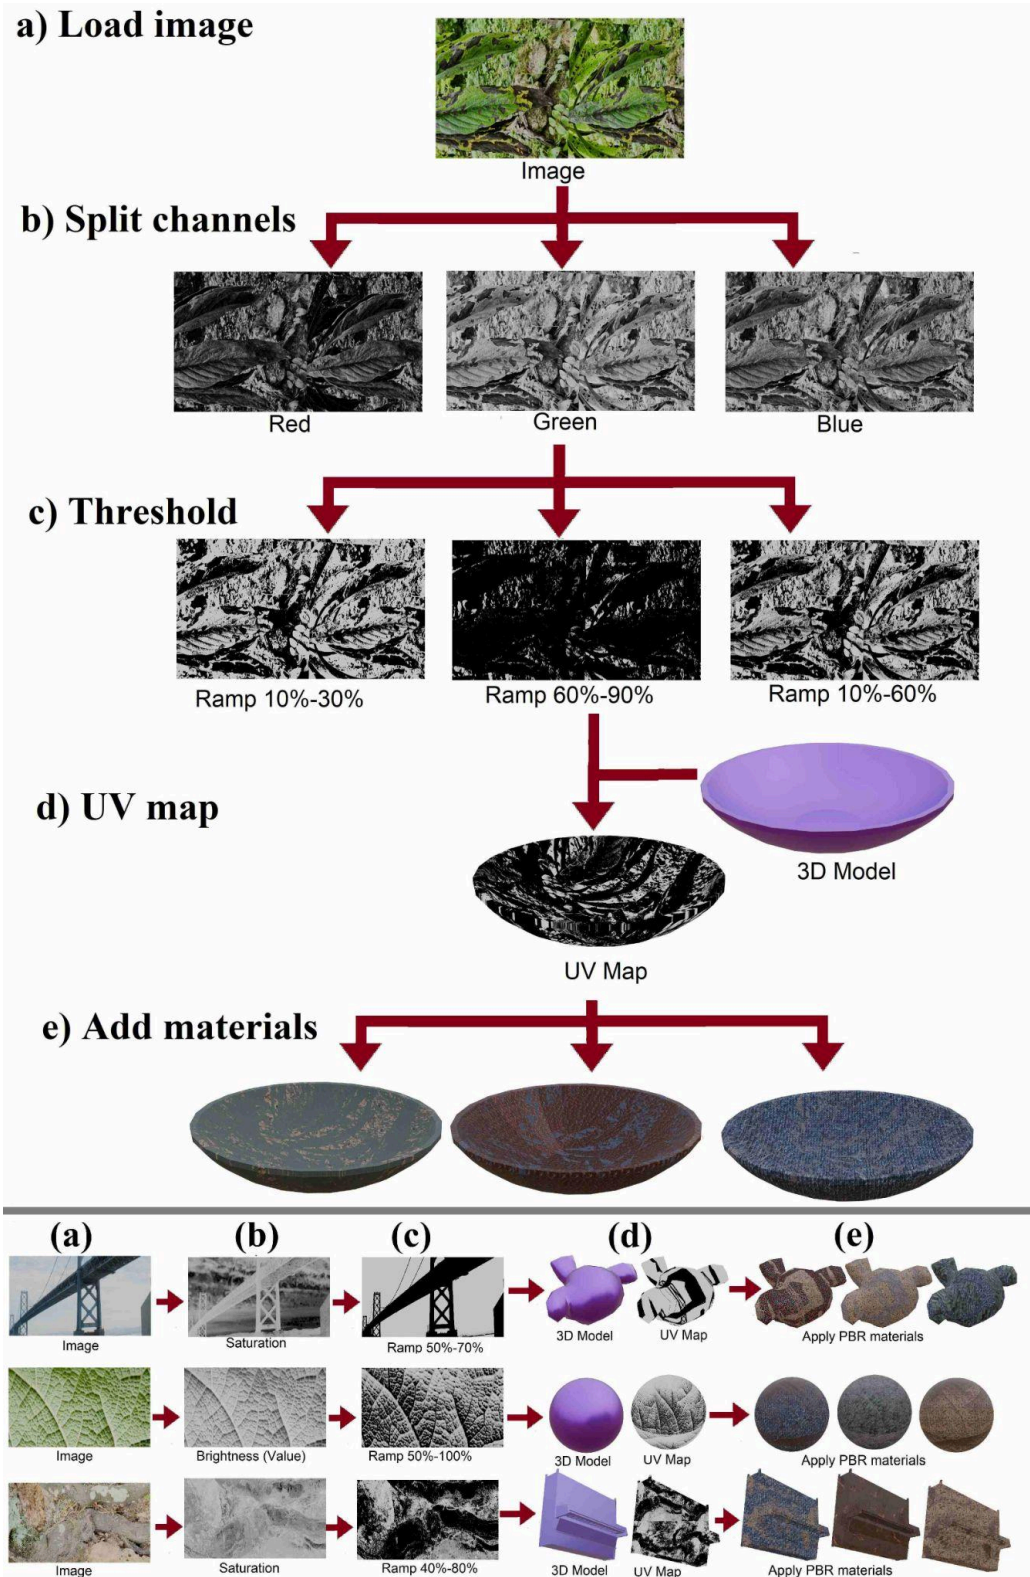 a) Load image
Image
b) Split channels
Red
Green
Blue
c) Threshold
Ramp 10%-30%
Ramp 60%-90%
Ramp 10%-60%
d) UV map
3D Model
UV Map
e) Add materials
(a)
(b)
(c)
(d)
(e)
Image
Saturation
Ramp 50%-70%
3D Model
UV Map
Apply PBR materials
Image
Brightness (Value)
Ramp 50%-100%
3D Model
UV Map
Apply PBR materials
Image
Saturation
Ramp 40%-80%
3D Model
UV Map
Apply PBR materials